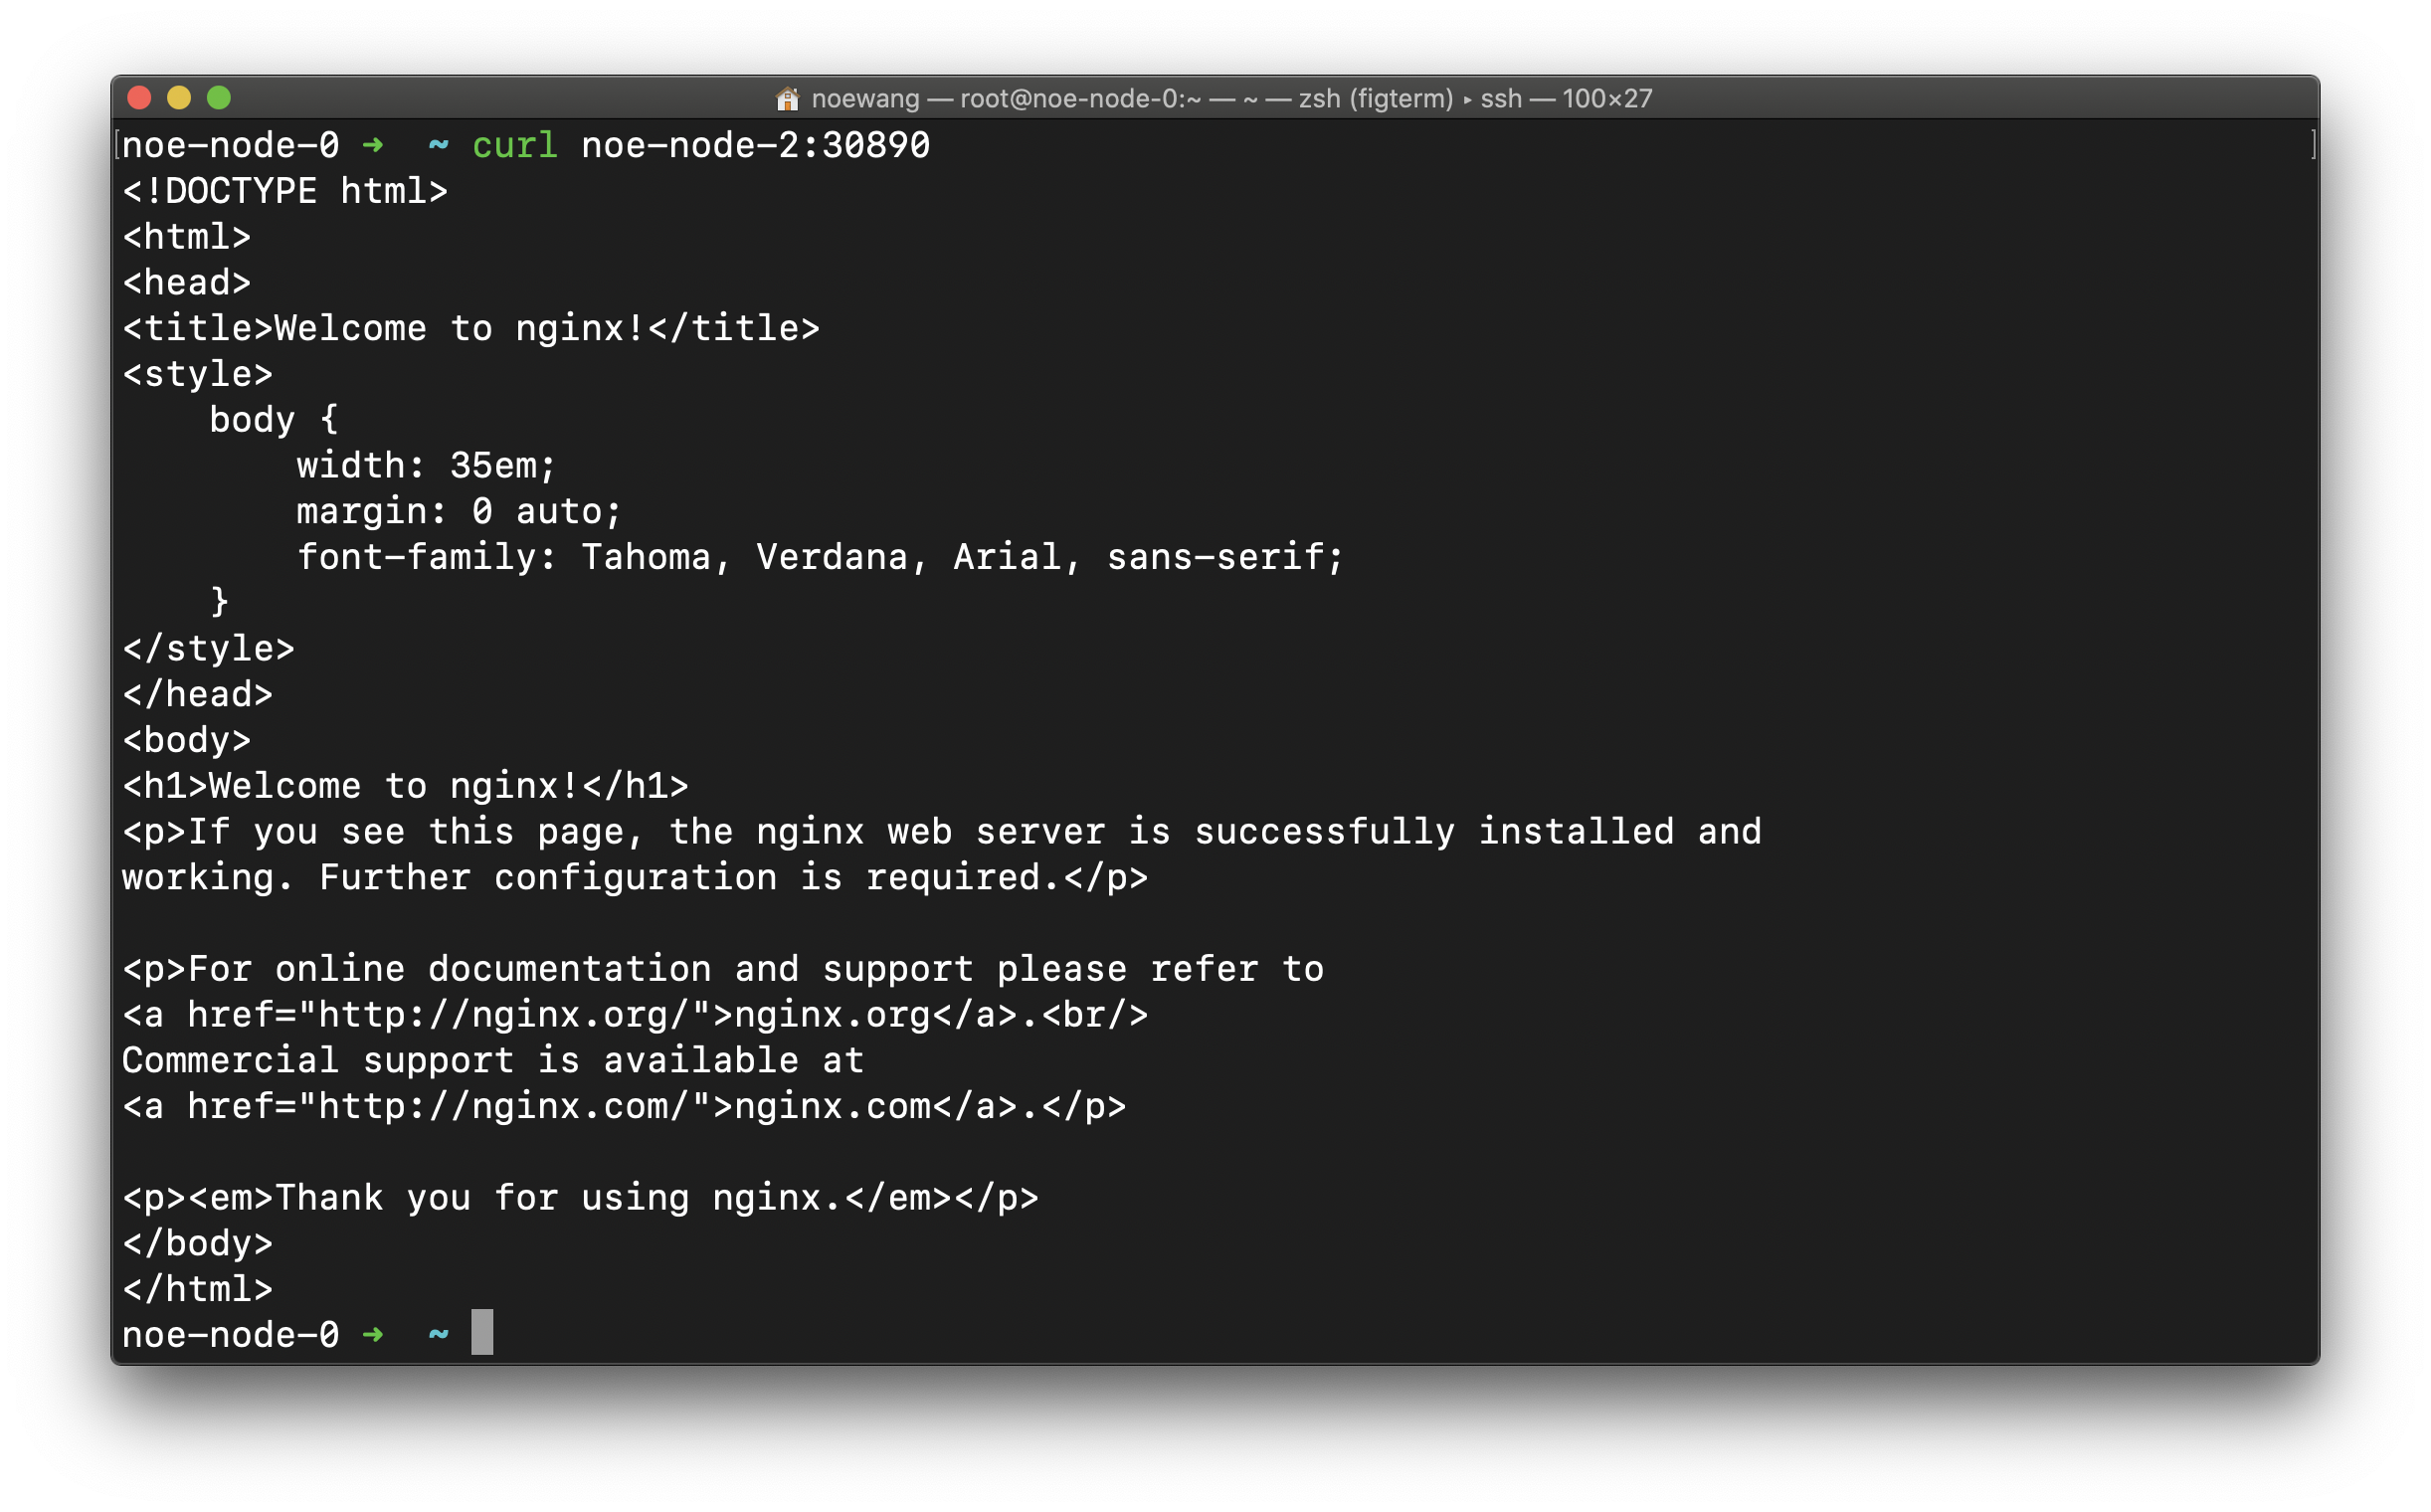 noewang — root@noe-node-0:~ — ~ — zsh (figterm) ▸ ssh — 100×27
[noe-node-0 ➜  ~ curl noe-node-2:30890 ]
<!DOCTYPE html>
<html>
<head>
<title>Welcome to nginx!</title>
<style>
    body {
        width: 35em;
        margin: 0 auto;
        font-family: Tahoma, Verdana, Arial, sans-serif;
    }
</style>
</head>
<body>
<h1>Welcome to nginx!</h1>
<p>If you see this page, the nginx web server is successfully installed and
working. Further configuration is required.</p>

<p>For online documentation and support please refer to
<a href="http://nginx.org/">nginx.org</a>.<br/>
Commercial support is available at
<a href="http://nginx.com/">nginx.com</a>.</p>

<p><em>Thank you for using nginx.</em></p>
</body>
</html>
noe-node-0 ➜  ~